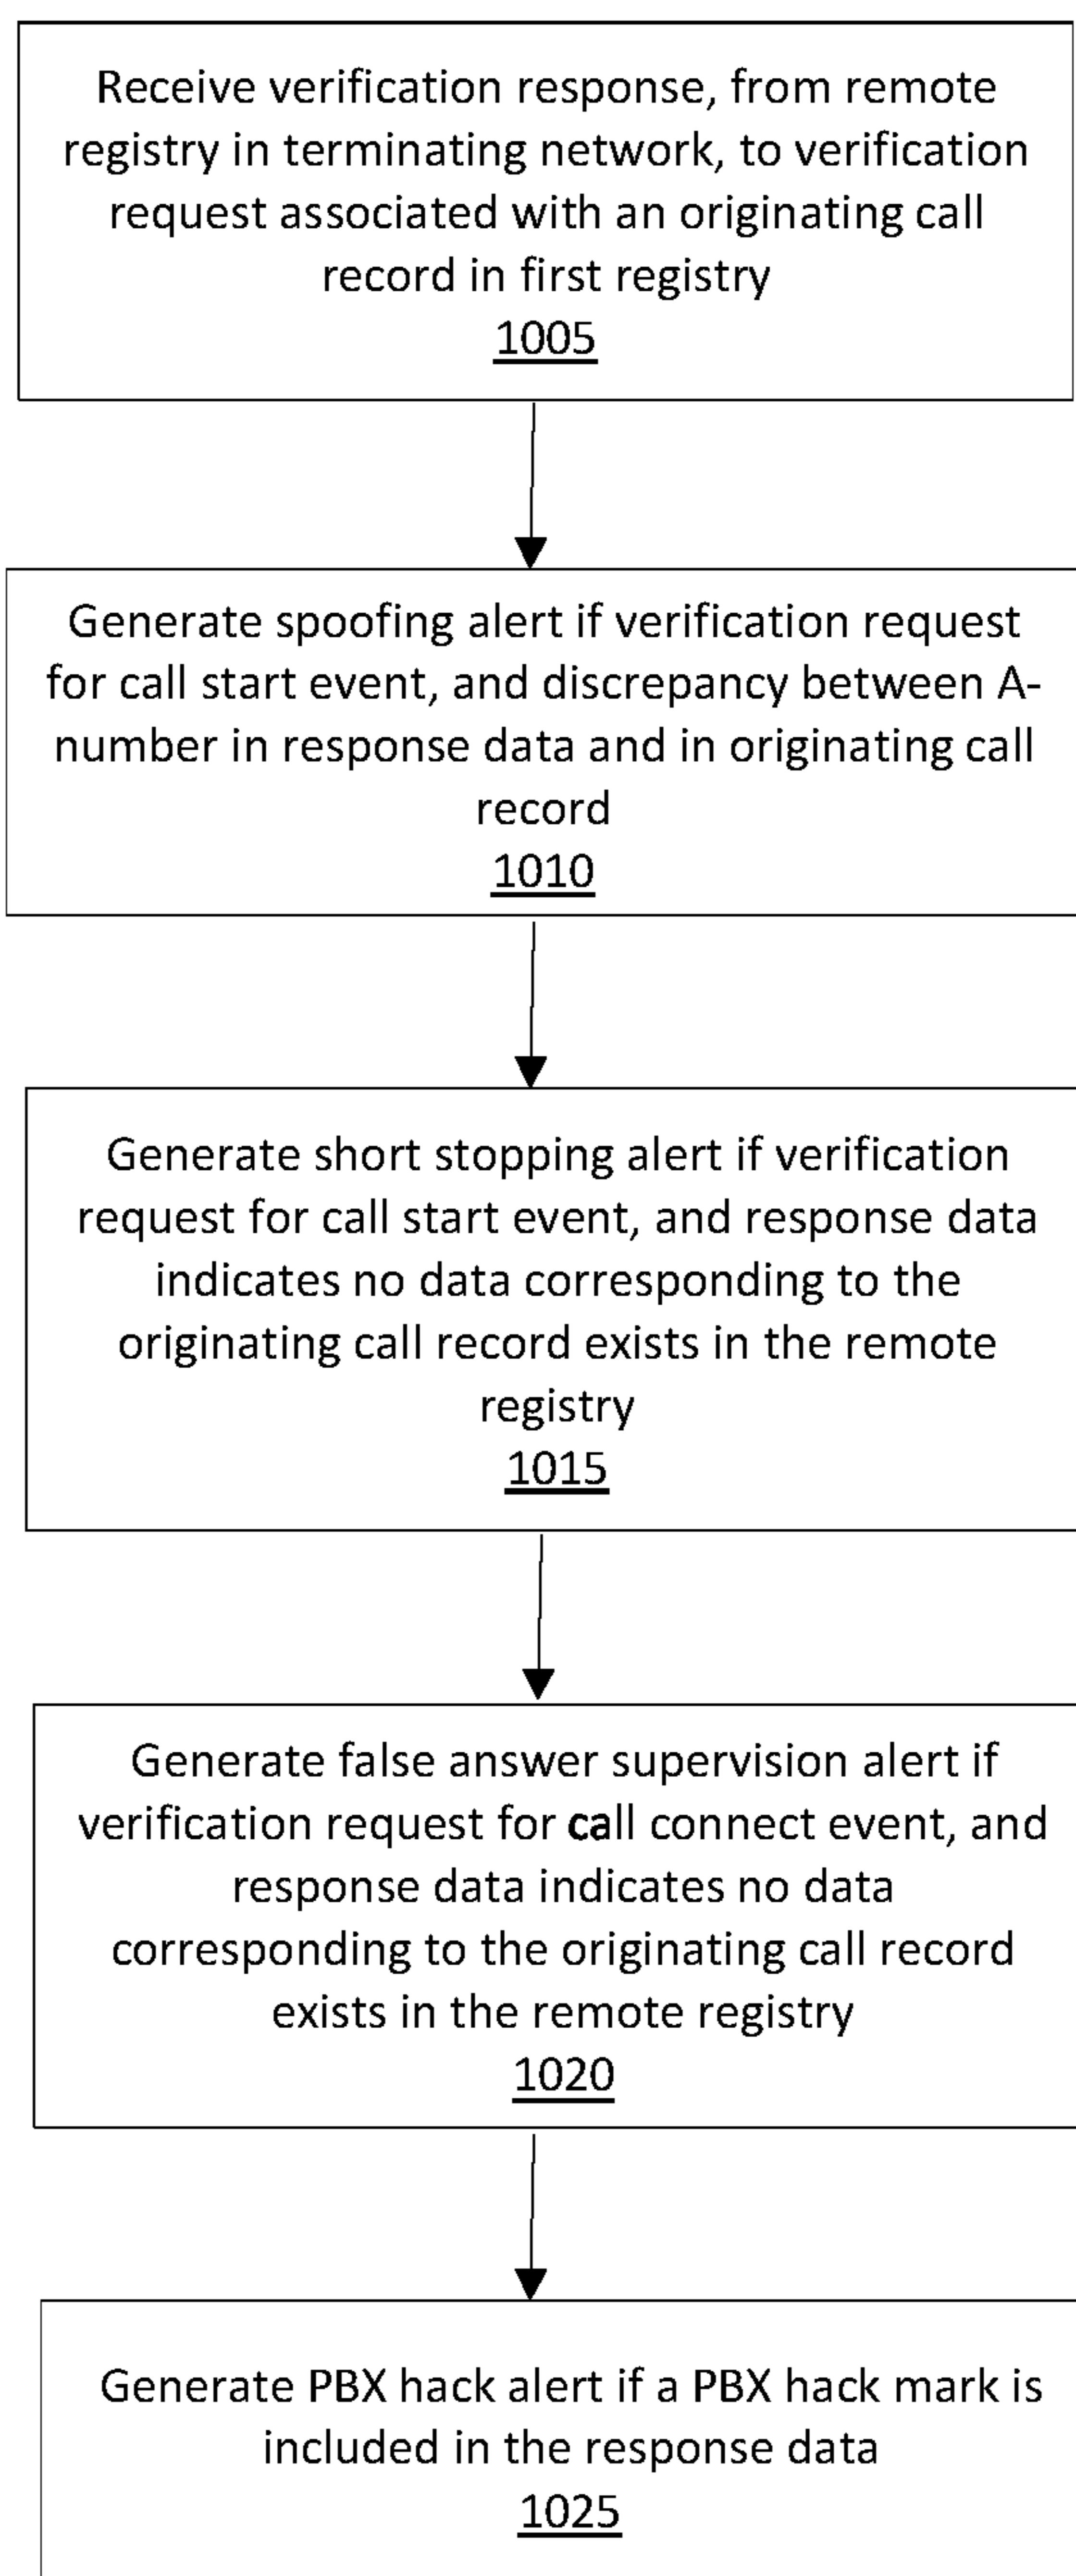 Receive verification response, from remote
registry in terminating network, to verification
request associated with an originating call
record in first registry
1005
Generate spoofing alert if verification request
for call start event, and discrepancy between A-
number in response data and in originating call
record
1010
Generate short stopping alert if verification
request for call start event, and response data
indicates no data corresponding to the
originating call record exists in the remote
registry
1015
Generate false answer supervision alert if
verification request for call connect event, and
response data indicates no data
corresponding to the originating call record
exists in the remote registry
1020
Generate PBX hack alert if a PBX hack mark is
included in the response data
1025